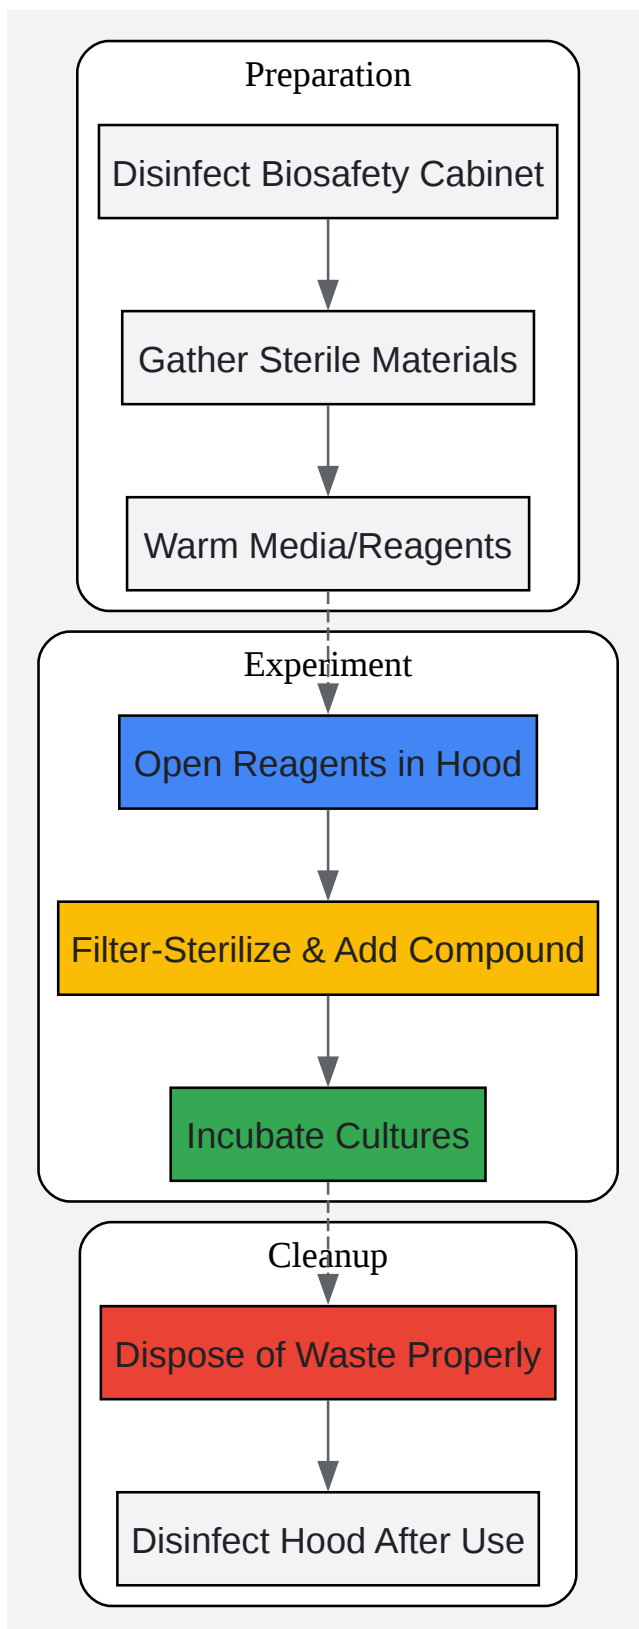 Preparation
Disinfect Biosafety Cabinet
Gather Sterile Materials
Warm Media/Reagents
Experiment
Open Reagents in Hood
Filter-Sterilize & Add Compound
Incubate Cultures
Cleanup
Dispose of Waste Properly
Disinfect Hood After Use